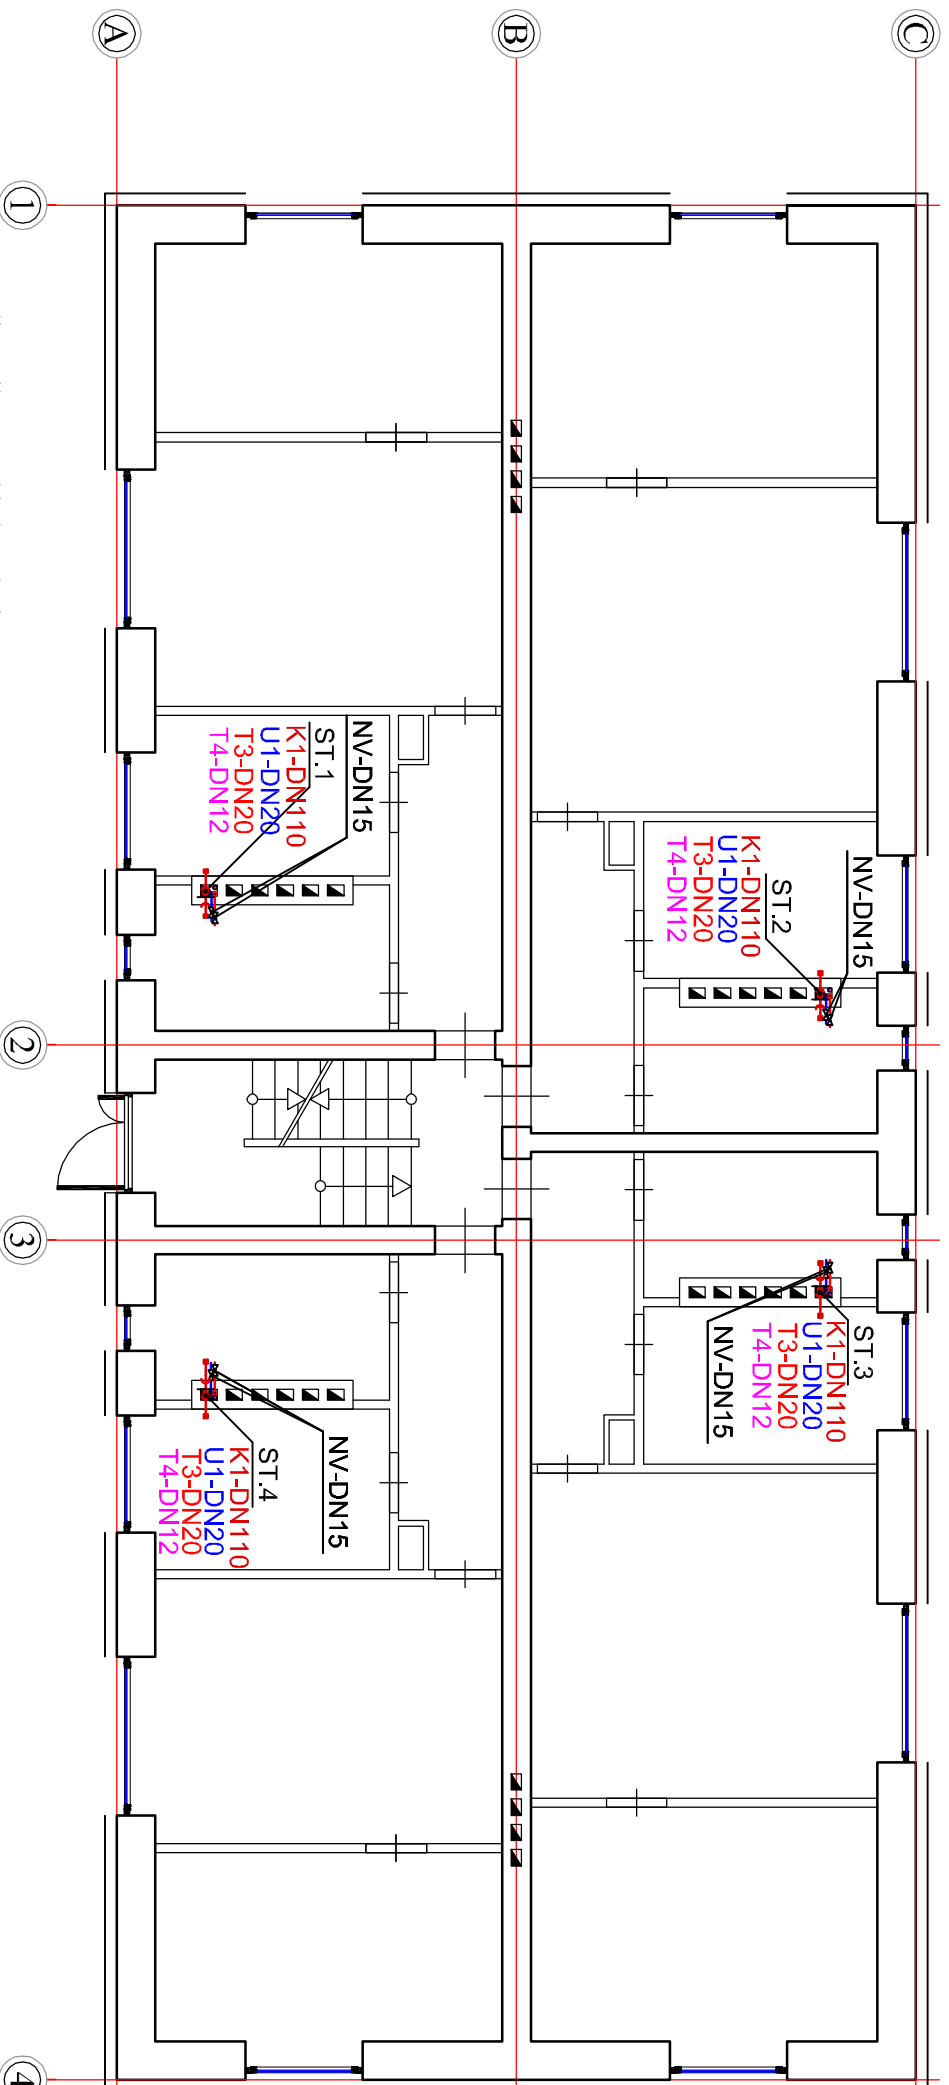 C
B
A
1
2
3
4
NV-DN15
ST.2
K1-DN110
U1-DN20
T3-DN20
T4-DN12
ST.3
K1-DN110
U1-DN20
T3-DN20
T4-DN12
NV-DN15
NV-DN15
ST.1
K1-DN110
U1-DN20
T3-DN20
T4-DN12
NV-DN15
ST.4
K1-DN110
U1-DN20
T3-DN20
T4-DN12